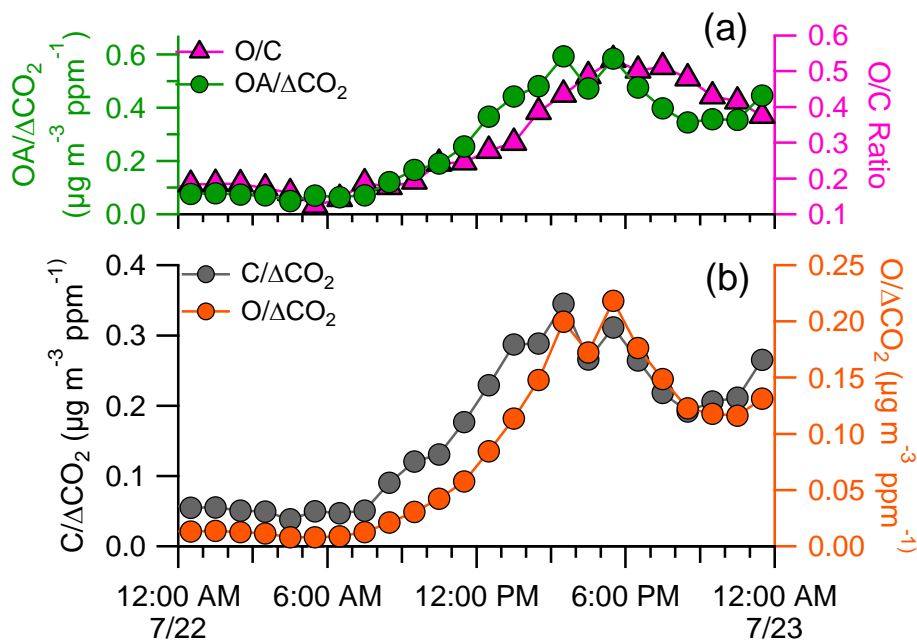 (a)
O/C
OA/ΔCO₂
OA/ΔCO₂
(µg m⁻³ ppm⁻¹)
0.6
0.4
0.2
0.0
0.6
0.5
0.4
0.3
0.2
0.1
O/C Ratio
(b)
C/ΔCO₂
O/ΔCO₂
C/ΔCO₂ (µg m⁻³ ppm⁻¹)
0.4
0.3
0.2
0.1
0.0
0.25
0.20
0.15
0.10
0.05
0.00
O/ΔCO₂ (µg m⁻³ ppm⁻¹)
12:00 AM 6:00 AM 12:00 PM 6:00 PM 12:00 AM
7/22 7/23